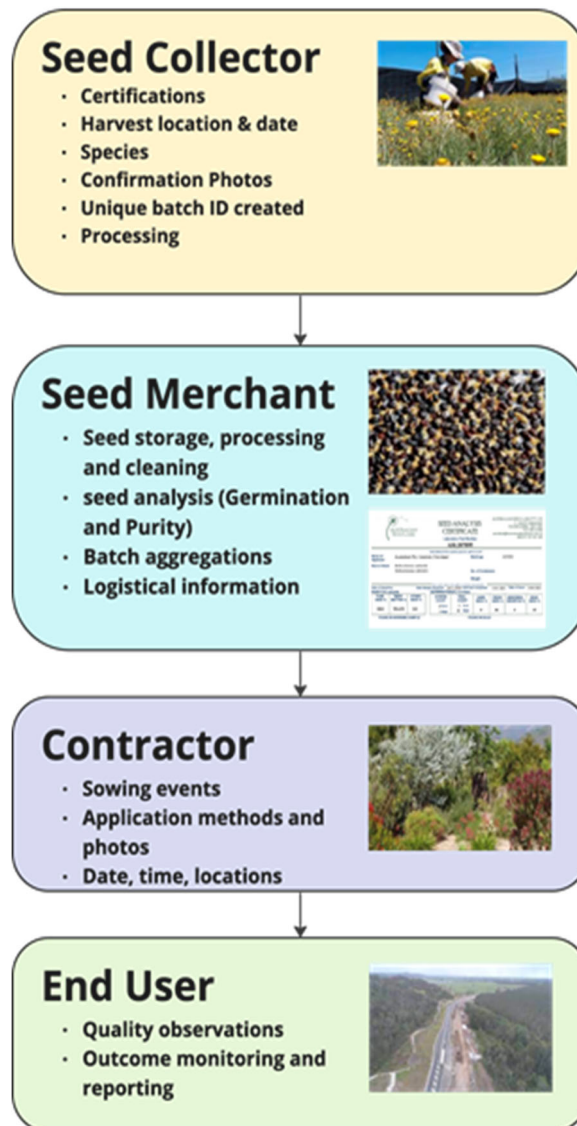 Seed Collector
· Certifications
· Harvest location & date
· Species
· Confirmation Photos
· Unique batch ID created
· Processing
Seed Merchant
· Seed storage, processing
and cleaning
· seed analysis (Germination
and Purity)
· Batch aggregations
· Logistical information
SEED ANALYSIS
CERTIFICATE
Contractor
· Sowing events
· Application methods and
photos
· Date, time, locations
End User
· Quality observations
· Outcome monitoring and
reporting